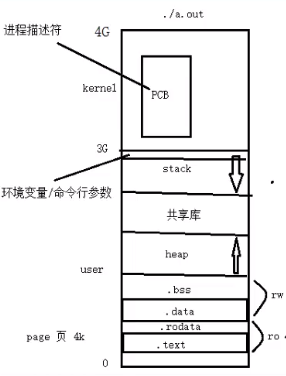 ./a.out
4G
进程描述符
kernel
PCB
3G
stack
环境变量/命令行参数
共享库
heap
user
.bss
rw
.data
.rodata
ro
page 页 4k
.text
0